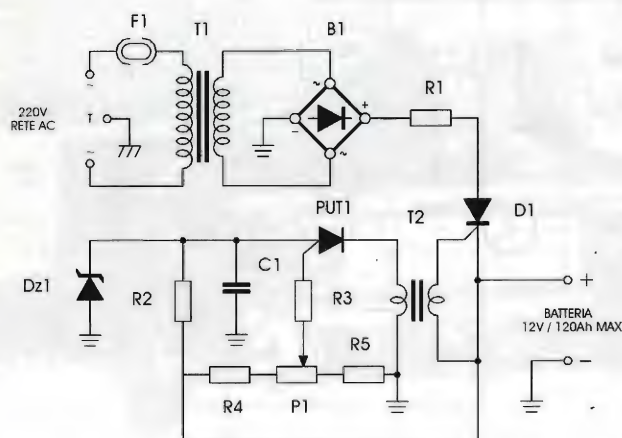 F1
T1
B1
220V
RETE AC
~
T
~
~
−
+
~
R1
PUT1
T2
D1
Dz1
R2
C1
R3
+
BATTERIA
12V / 120Ah MAX
−
R5
R4
P1